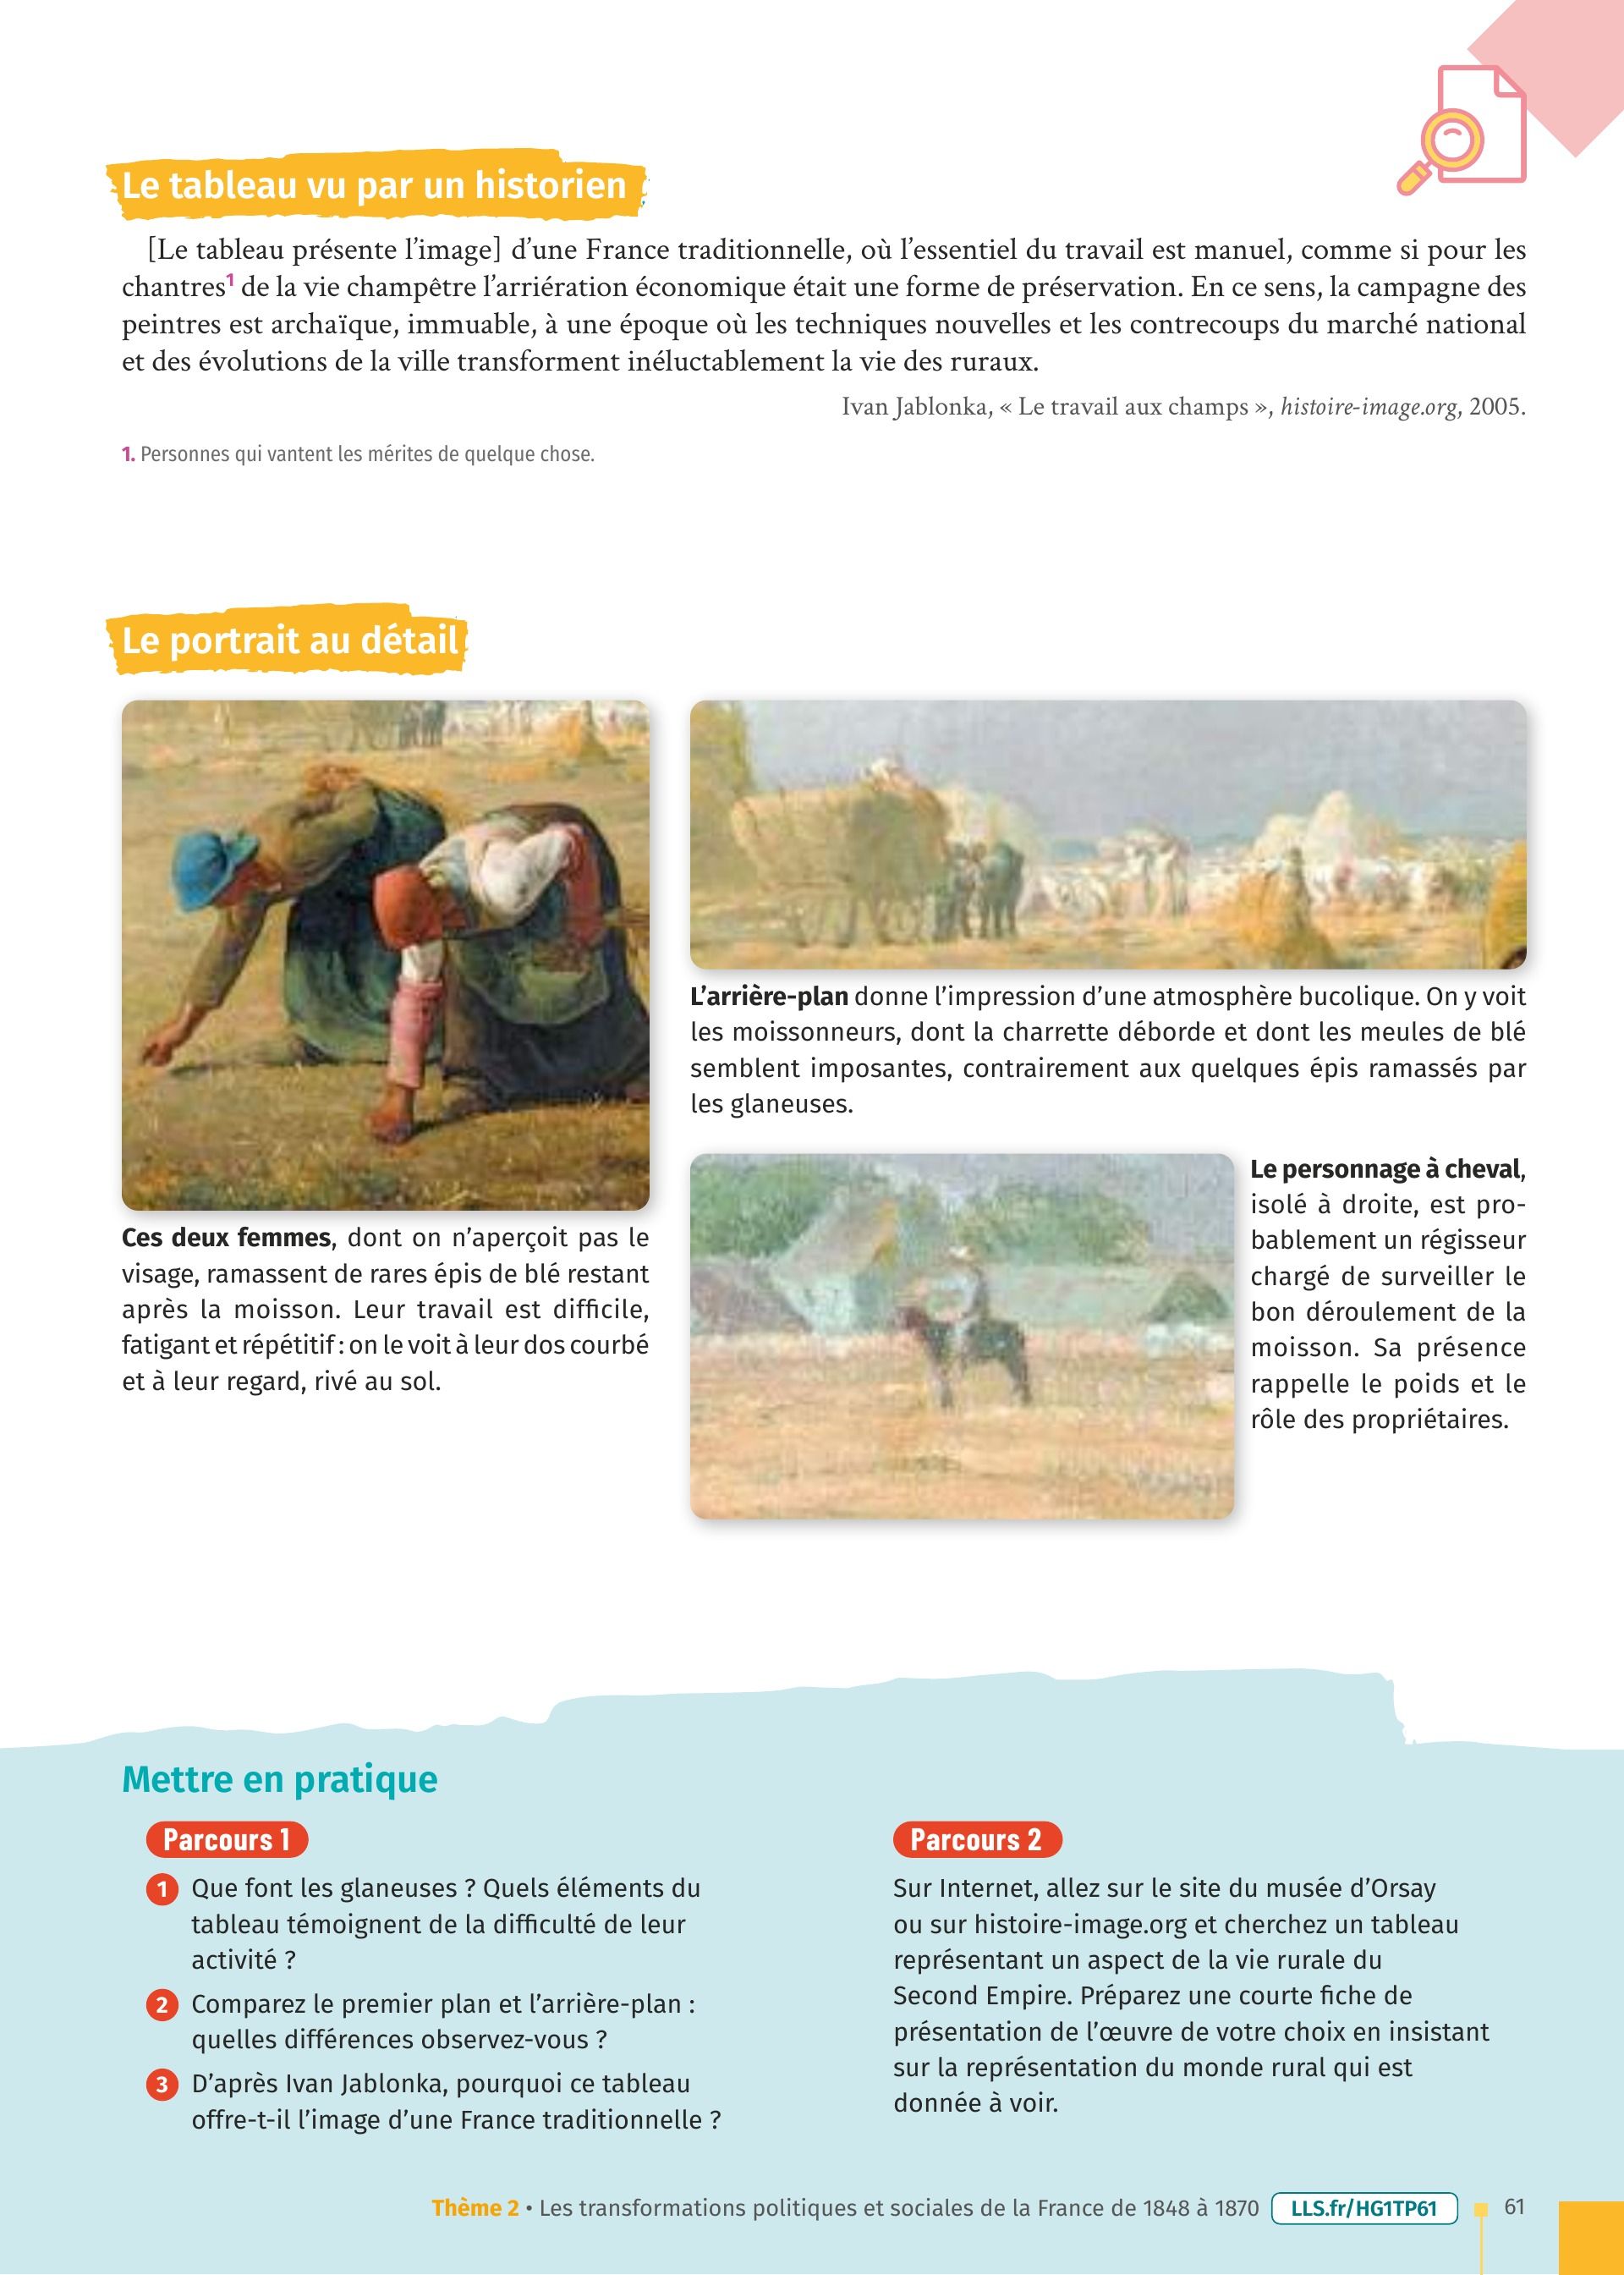 Le tableau vu par un historien
[Le tableau présente l'image] d'une France traditionnelle, où l'essentiel du travail est manuel, comme si pour les
chantres1 de la vie champêtre l'arriération économique était une forme de préservation. En ce sens, la campagne des
peintres est archaïque, immuable, à une époque où les techniques nouvelles et les contrecoups du marché national
et des évolutions de la ville transforment inéluctablement la vie des ruraux.
Ivan Jablonka, « Le travail aux champs », histoire-image.org, 2005.
1. Personnes qui vantent les mérites de quelque chose.
Le portrait au détail
Ces deux femmes, dont on n'aperçoit pas le
visage, ramassent de rares épis de blé restant
après la moisson. Leur travail est difficile,
fatigant et répétitif : on le voit à leur dos courbé
et à leur regard, rivé au sol.
L'arrière-plan donne l'impression d'une atmosphère bucolique. On y voit
les moissonneurs, dont la charrette déborde et dont les meules de blé
semblent imposantes, contrairement aux quelques épis ramassés par
les glaneuses.
Le personnage à cheval,
isolé à droite, est pro-
bablement un régisseur
chargé de surveiller le
bon déroulement de la
moisson. Sa présence
rappelle le poids et le
rôle des propriétaires.
Mettre en pratique
Parcours 1
1 Que font les glaneuses ? Quels éléments du
tableau témoignent de la difficulté de leur
activité ?
2 Comparez le premier plan et l'arrière-plan :
quelles différences observez-vous ?
3 D'après Ivan Jablonka, pourquoi ce tableau
offre-t-il l'image d'une France traditionnelle ?
Parcours 2
Sur Internet, allez sur le site du musée d'Orsay
ou sur histoire-image.org et cherchez un tableau
représentant un aspect de la vie rurale du
Second Empire. Préparez une courte fiche de
présentation de l'œuvre de votre choix en insistant
sur la représentation du monde rural qui est
donnée à voir.
Thème 2 • Les transformations politiques et sociales de la France de 1848 à 1870 LLS.fr/HG1TP61 61